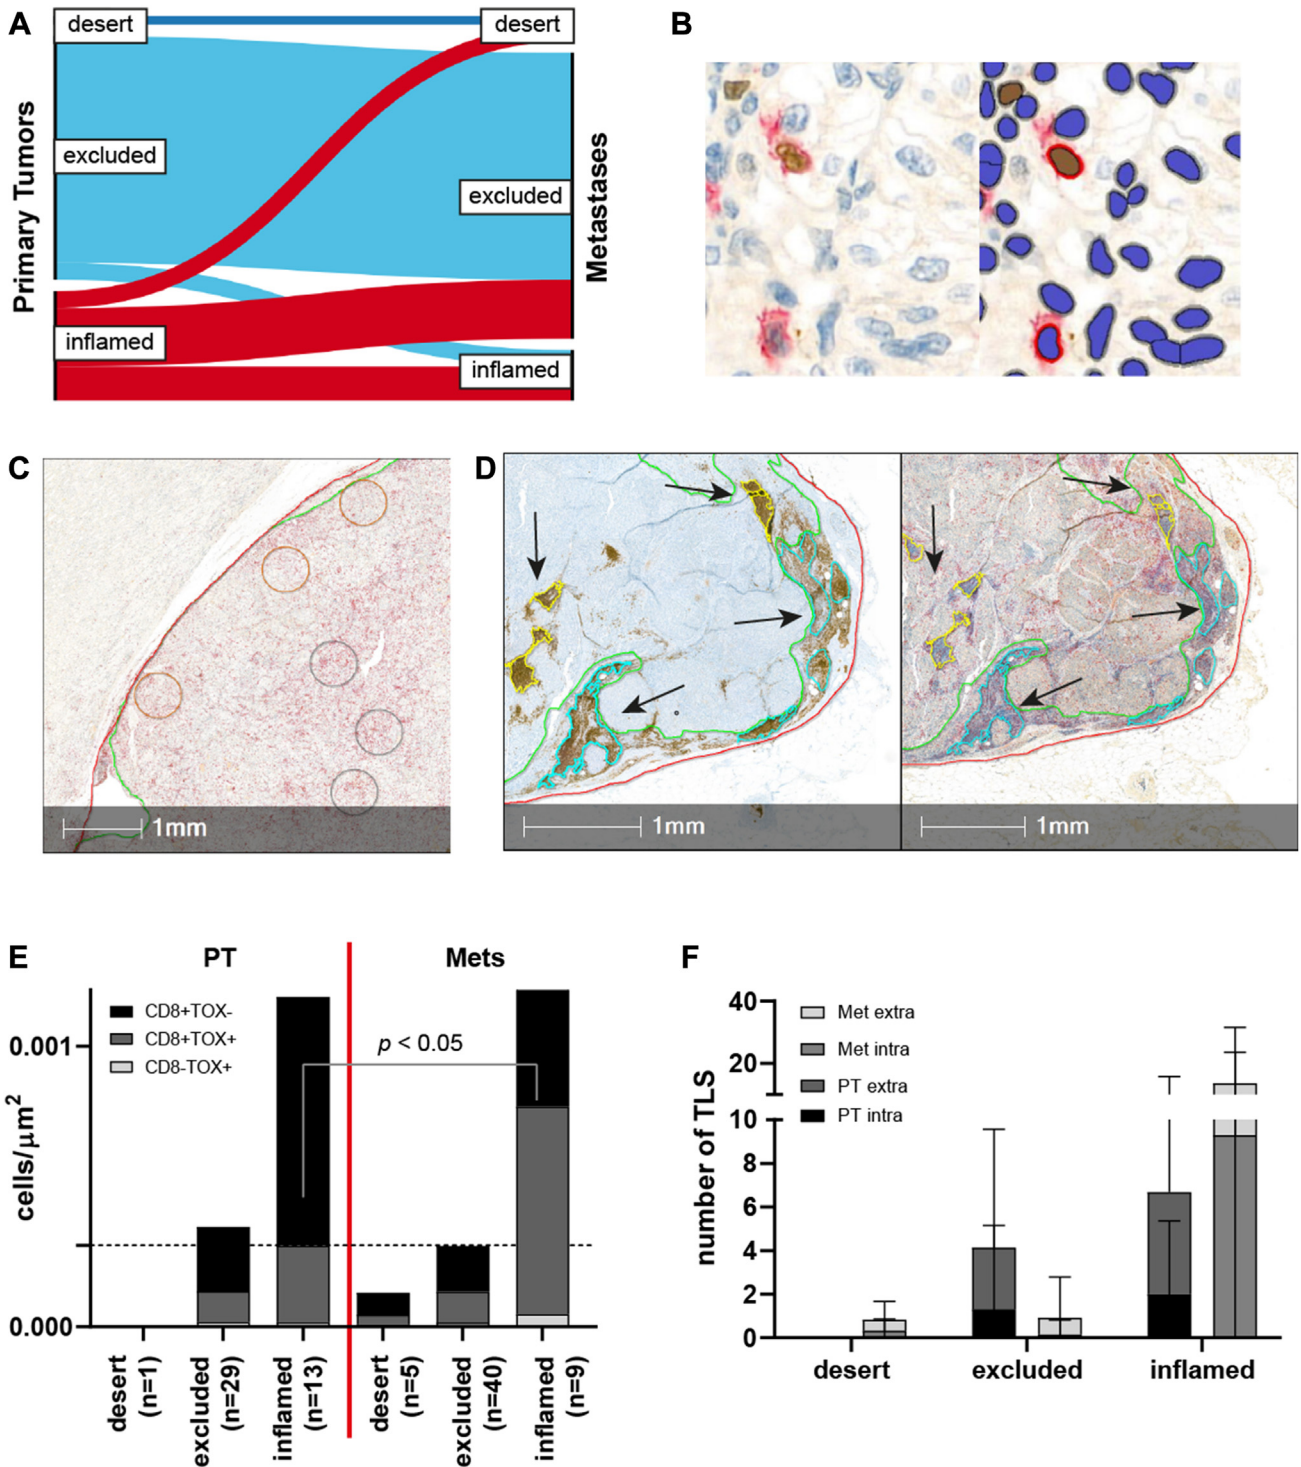 A
desert
desert
Primary Tumors
excluded
excluded
Metastases
inflamed
inflamed
B
C
1mm
D
1mm
1mm
E
PT
Mets
CD8+TOX-
CD8+TOX+
CD8-TOX+
p < 0.05
cells/μm2
0.001
0.000
desert
(n=1)
excluded
(n=29)
inflamed
(n=13)
desert
(n=5)
excluded
(n=40)
inflamed
(n=9)
F
Met extra
Met intra
PT extra
PT intra
number of TLS
40
20
10
8
6
4
2
0
desert
excluded
inflamed